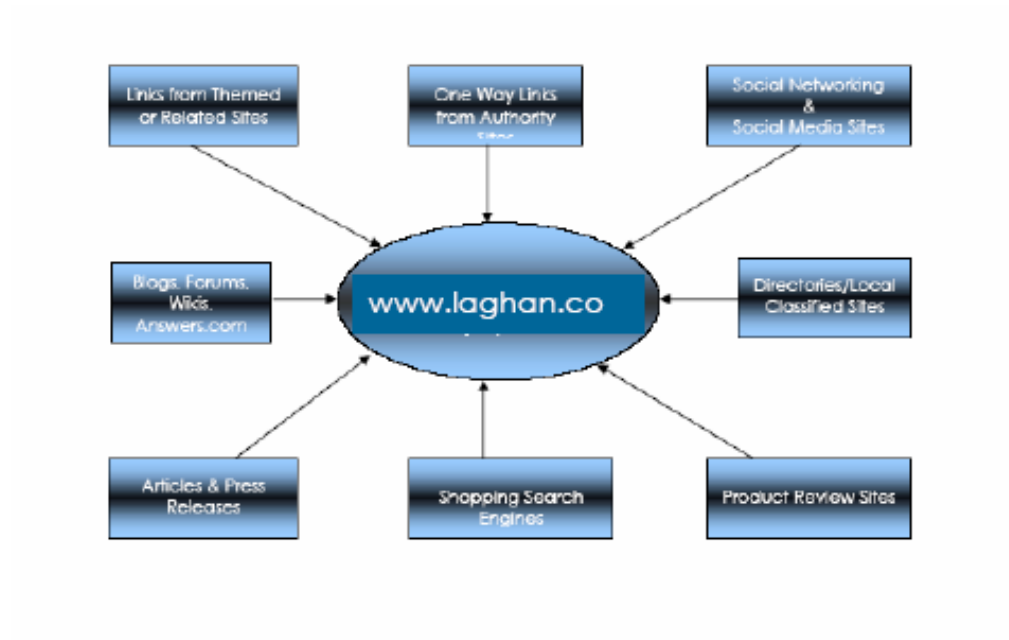 Links from Themed
or Related Sites
One Way Links
from Authority
Sites
Social Networking
&
Social Media Sites
Blogs, Forums,
Wikis,
Answers.com
www.laghan.co
Directories/Local
Classified Sites
Articles & Press
Releases
Shopping Search
Engines
Product Review Sites